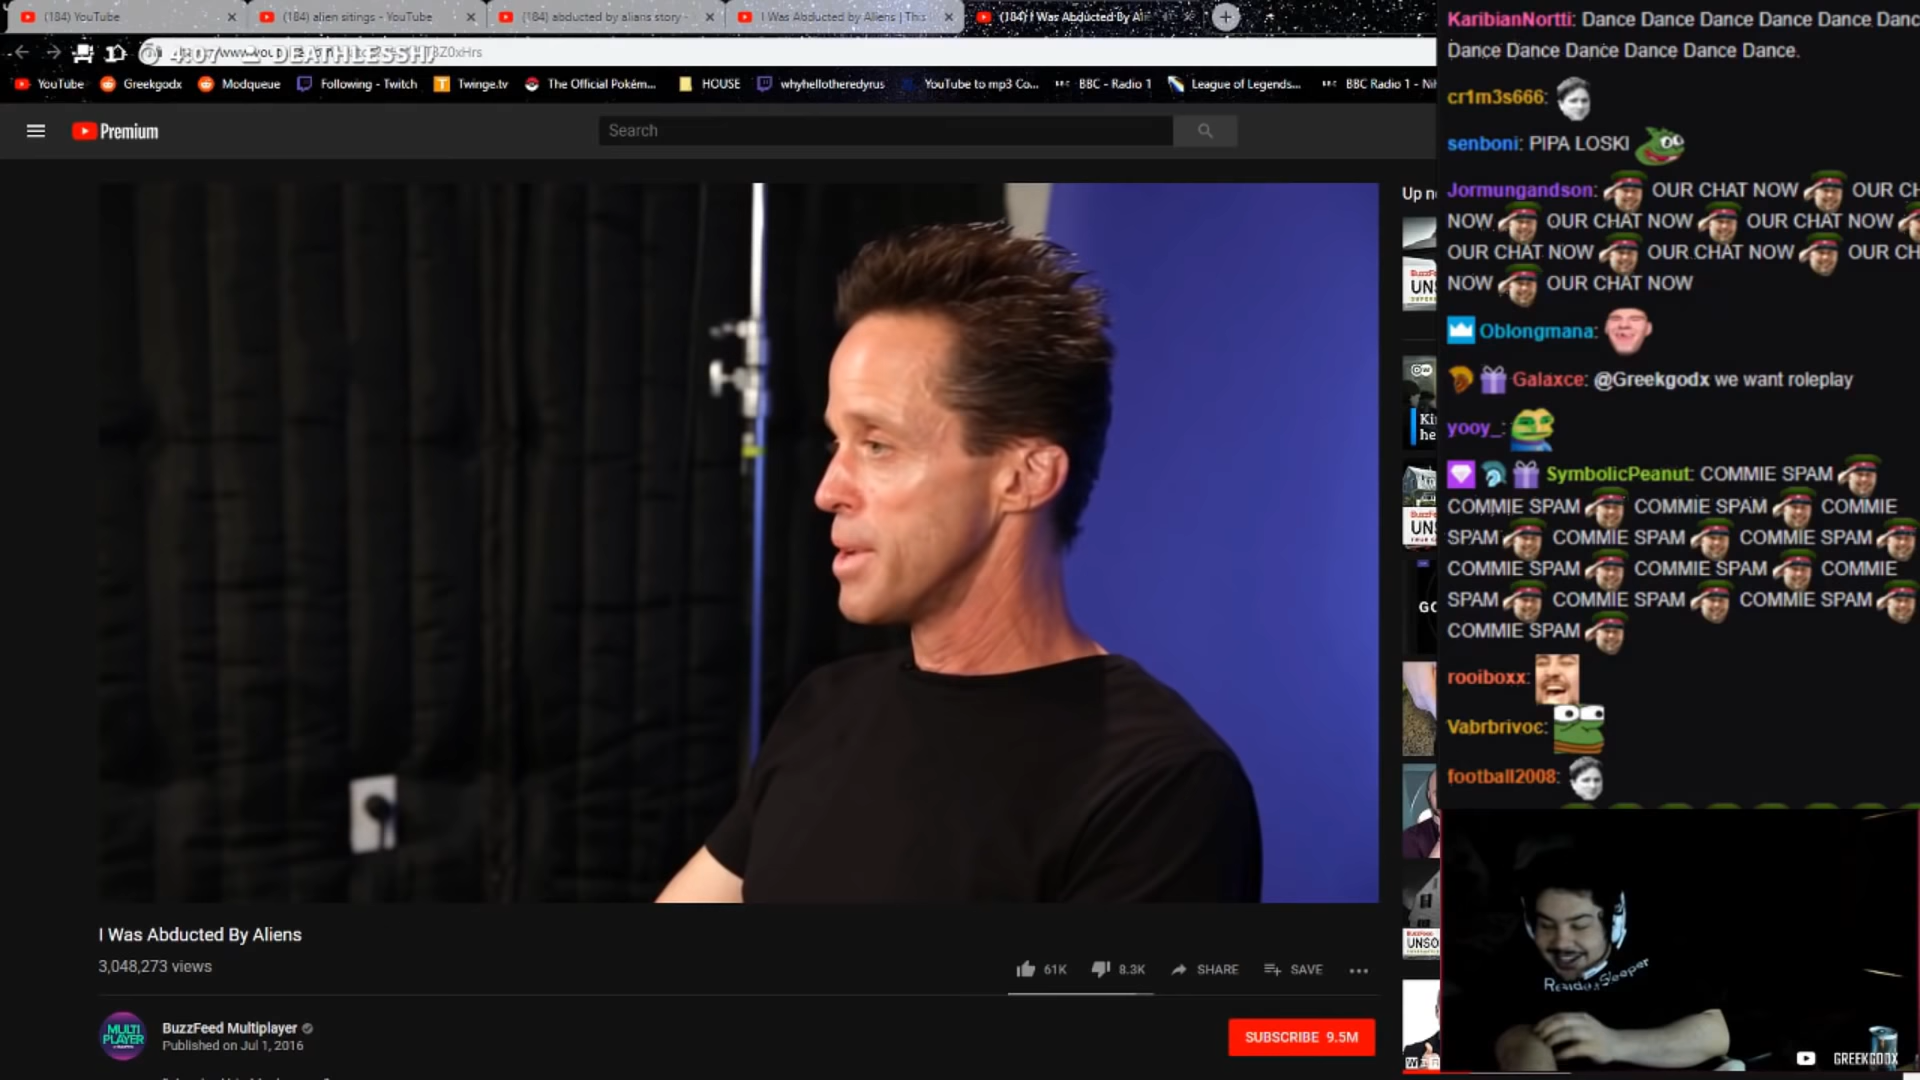 (184) YouTube
(184) alien sitings - YouTube
(184) abducted by alians story -
I Was Abducted by Aliens | This
(184) I Was Abducted By Al
4:07
DEATHLESSH7
YouTube
Greekgodx
Modqueue
Following - Twitch
Twinge.tv
The Official Pokém...
HOUSE
whyhellotheredyrus
YouTube to mp3 Co...
BBC - Radio 1
League of Legends...
Premium
Search
Up n
I Was Abducted By Aliens
3,048,273 views
61K
8.3K
SHARE
SAVE
MULTI
PLAYER
BuzzFeed Multiplayer
Published on Jul 1, 2016
SUBSCRIBE 9.5M
KaribianNortti: Dance Dance Dance Dance Dance Danc
Dance Dance Dance Dance Dance Dance.
cr1m3s666:
senboni: PIPA LOSKI
Jormungandson: OUR CHAT NOW OUR CH
NOW OUR CHAT NOW OUR CHAT NOW
OUR CHAT NOW OUR CHAT NOW OUR CH
NOW OUR CHAT NOW
Oblongmana:
Galaxce: @Greekgodx we want roleplay
yooy_:
SymbolicPeanut: COMMIE SPAM
COMMIE SPAM COMMIE SPAM COMMIE
SPAM COMMIE SPAM COMMIE SPAM
COMMIE SPAM COMMIE SPAM COMMIE
SPAM COMMIE SPAM COMMIE SPAM
COMMIE SPAM
rooiboxx:
Vabrbrivoc:
football2008:
GREEKGODX